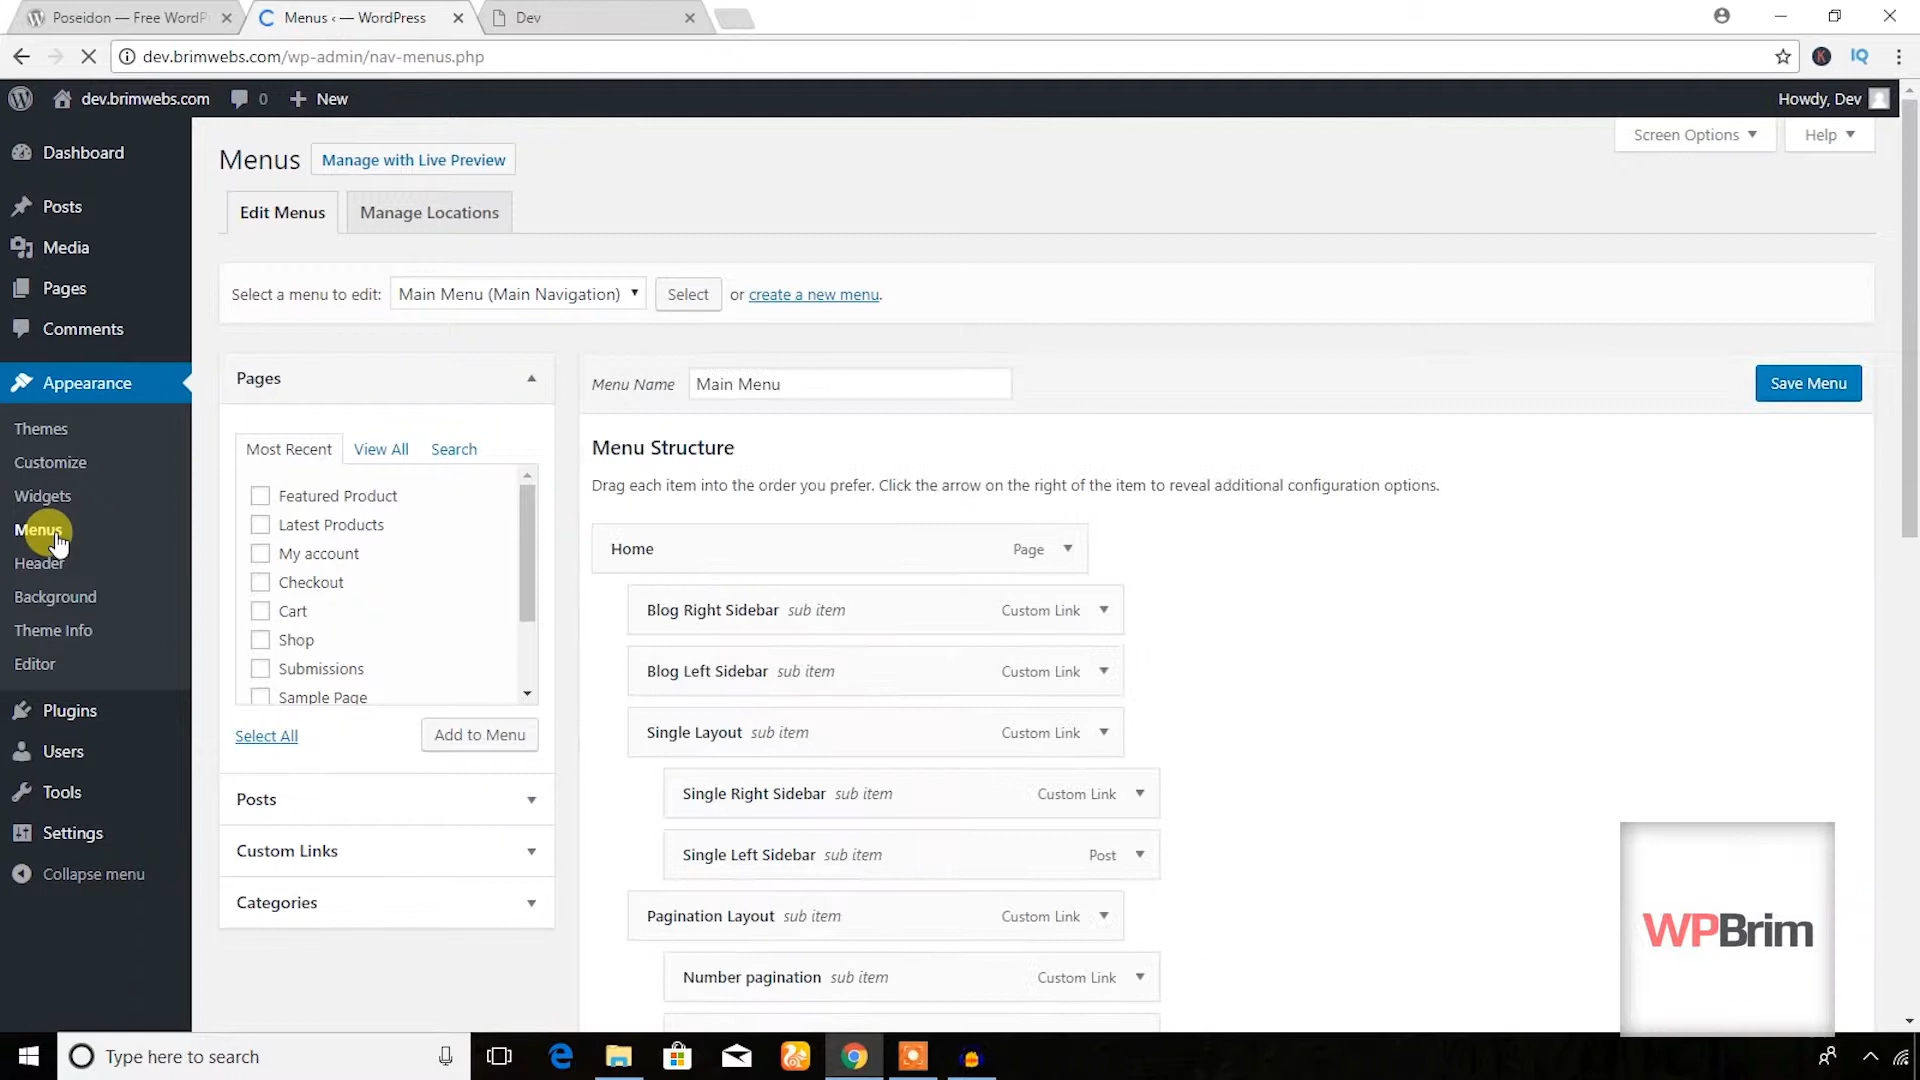 Poseidon — Free WordP
Menus ‹ — WordPress
Dev
dev.brimwebs.com/wp-admin/nav-menus.php
K
IQ
dev.brimwebs.com
0
New
Howdy, Dev
Dashboard
Posts
Media
Pages
Comments
Appearance
Themes
Customize
Widgets
Menus
Header
Background
Theme Info
Editor
Plugins
Users
Tools
Settings
Collapse menu
Screen Options
Help
Menus
Manage with Live Preview
Edit Menus
Manage Locations
Select a menu to edit: Main Menu (Main Navigation) Select or create a new menu.
Pages
Most Recent View All Search
Featured Product
Latest Products
My account
Checkout
Cart
Shop
Submissions
Sample Page
Select All
Add to Menu
Posts
Custom Links
Categories
Menu Name Main Menu
Save Menu
Menu Structure
Drag each item into the order you prefer. Click the arrow on the right of the item to reveal additional configuration options.
Home Page
Blog Right Sidebar sub item Custom Link
Blog Left Sidebar sub item Custom Link
Single Layout sub item Custom Link
Single Right Sidebar sub item Custom Link
Single Left Sidebar sub item Post
Pagination Layout sub item Custom Link
Number pagination sub item Custom Link
WPBrim
Type here to search